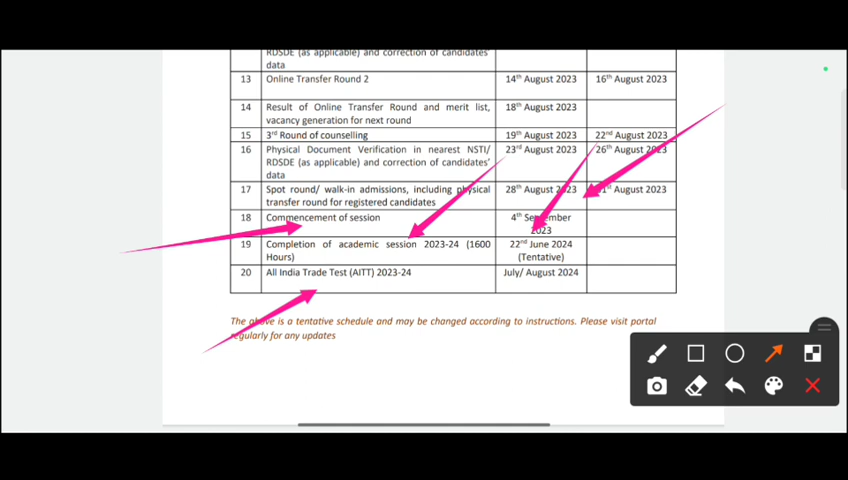 RDSDE (as applicable) and correction of candidates'
data
13 Online Transfer Round 2 14th August 2023 16th August 2023
14 Result of Online Transfer Round and merit list, 18th August 2023
vacancy generation for next round
15 3rd Round of counselling 19th August 2023 22nd August 2023
16 Physical Document Verification in nearest NSTI/ 23rd August 2023 26th August 2023
RDSDE (as applicable) and correction of candidates'
data
17 Spot round/ walk-in admissions, including physical 28th August 2023 31st August 2023
transfer round for registered candidates
18 Commencement of session 4th September
2023
19 Completion of academic session 2023-24 (1600 22nd June 2024
Hours) (Tentative)
20 All India Trade Test (AITT) 2023-24 July/ August 2024
The above is a tentative schedule and may be changed according to instructions. Please visit portal
regularly for any updates